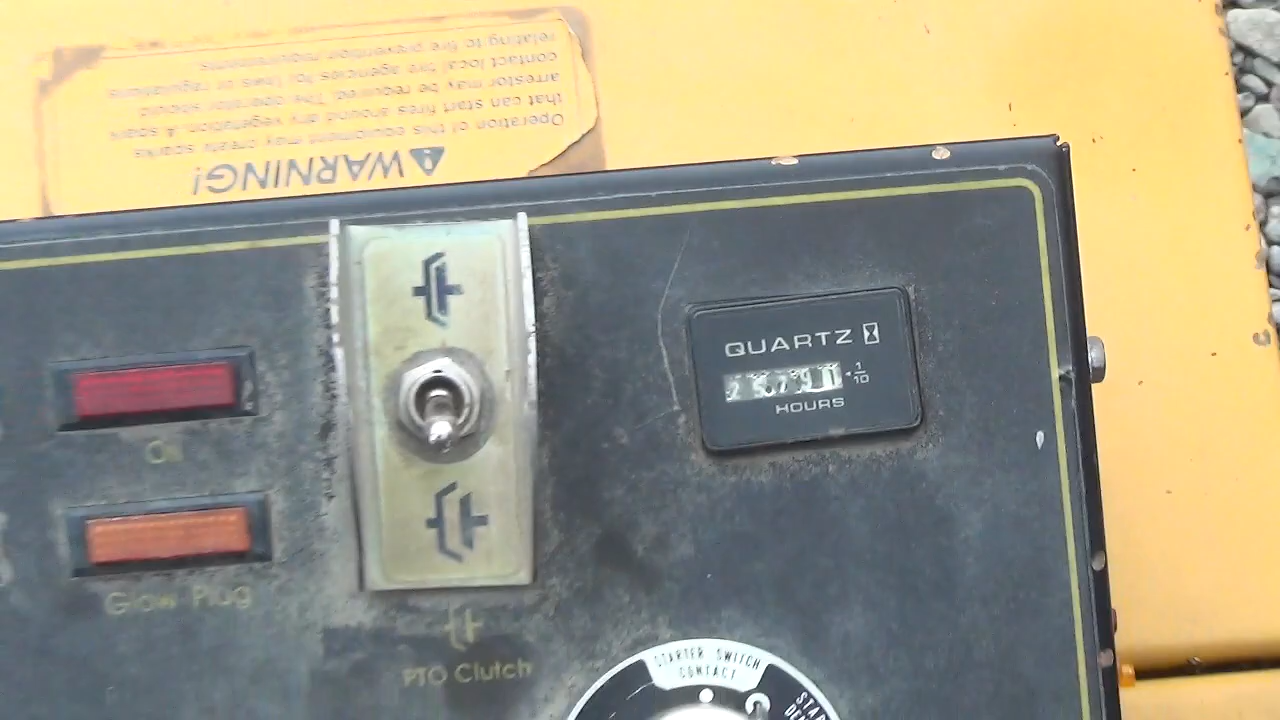 ⚠WARNING!
Operation of this equipment may create sparks
that can start fires around dry vegetation. A spark
arrestor may be required. The operator should
contact local fire agencies for laws or regulations
relating to fire prevention requirements.
QUARTZ
1/10
HOURS
On
Glow Plug
PTO Clutch
STARTER SWITCH
CONTACT